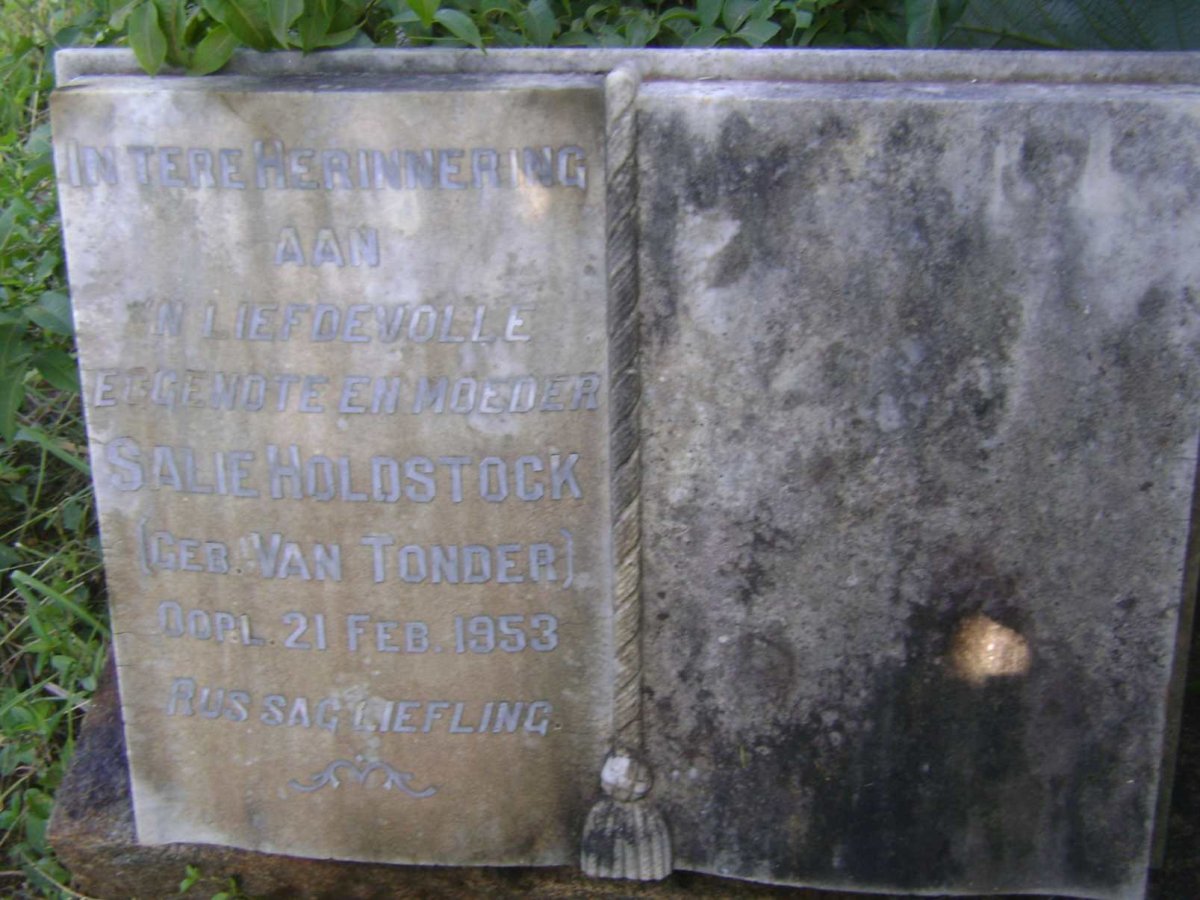 IN TERE HERINNERING
AAN
'N LIEFDEVOLLE
EGGENOTE EN MOEDER
SALIE HOLDSTOCK
(GEB. VAN TONDER)
OORL. 21 FEB. 1953
RUS SAG LIEFLING